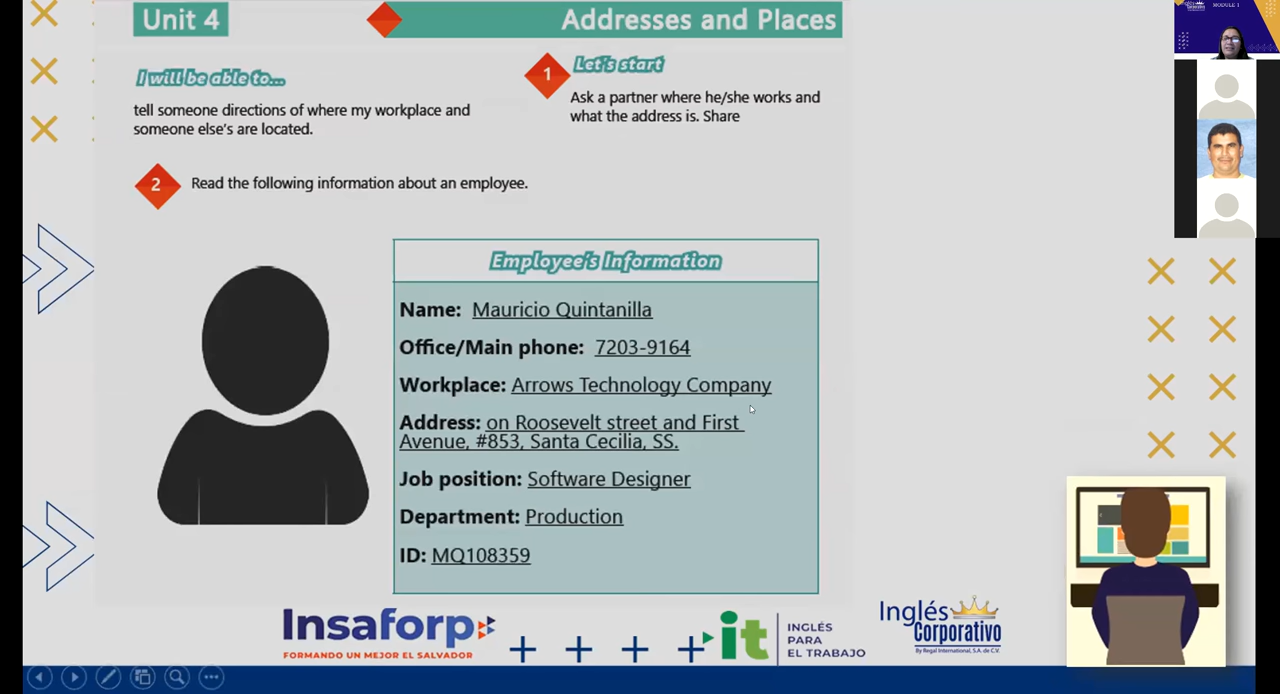 Unit 4
Addresses and Places
I will be able to...
tell someone directions of where my workplace and
someone else's are located.
1
Let's start
Ask a partner where he/she works and
what the address is. Share
2
Read the following information about an employee.
Employee's Information
Name: Mauricio Quintanilla
Office/Main phone: 7203-9164
Workplace: Arrows Technology Company
Address: on Roosevelt street and First
Avenue, #853, Santa Cecilia, SS.
Job position: Software Designer
Department: Production
ID: MQ108359
Insaforp
FORMANDO UN MEJOR EL SALVADOR
it
INGLÉS
PARA
EL TRABAJO
Inglés
Corporativo
By Regal International, S.A. de C.V.
MODULE 1